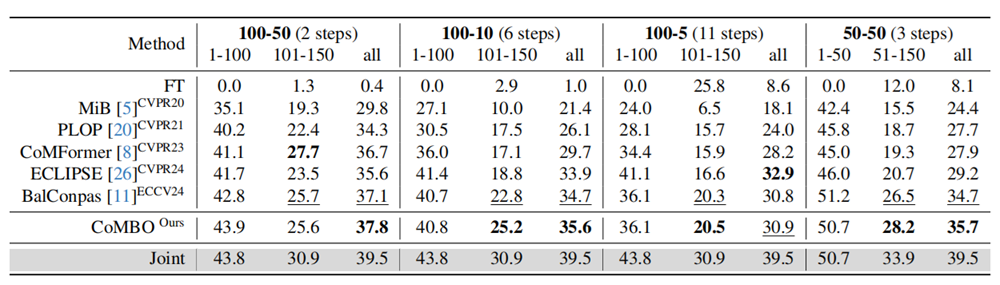 Method 100-50 (2 steps) 100-10 (6 steps) 100-5 (11 steps) 50-50 (3 steps)
1-100 101-150 all 1-100 101-150 all 1-100 101-150 all 1-50 51-150 all
FT 0.0 1.3 0.4 0.0 2.9 1.0 0.0 25.8 8.6 0.0 12.0 8.1
MiB [5]CVPR20 35.1 19.3 29.8 27.1 10.0 21.4 24.0 6.5 18.1 42.4 15.5 24.4
PLOP [20]CVPR21 40.2 22.4 34.3 30.5 17.5 26.1 28.1 15.7 24.0 45.8 18.7 27.7
CoMFormer [8]CVPR23 41.1 27.7 36.7 36.0 17.1 29.7 34.4 15.9 28.2 45.0 19.3 27.9
ECLIPSE [26]CVPR24 41.7 23.5 35.6 41.4 18.8 33.9 41.1 16.6 32.9 46.0 20.7 29.2
BalConpas [11]ECCV24 42.8 25.7 37.1 40.7 22.8 34.7 36.1 20.3 30.8 51.2 26.5 34.7
CoMBO Ours 43.9 25.6 37.8 40.8 25.2 35.6 36.1 20.5 30.9 50.7 28.2 35.7
Joint 43.8 30.9 39.5 43.8 30.9 39.5 43.8 30.9 39.5 50.7 33.9 39.5